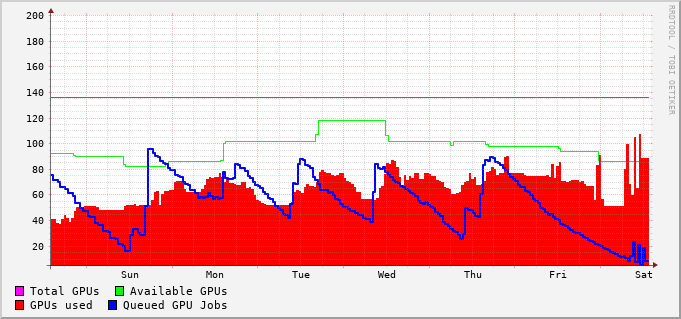 200
180
160
140
120
100
80
60
40
20
Sun Mon Tue Wed Thu Fri Sat
Total GPUs Available GPUs
GPUs used Queued GPU Jobs
RRDTOOL / TOBI OETIKER